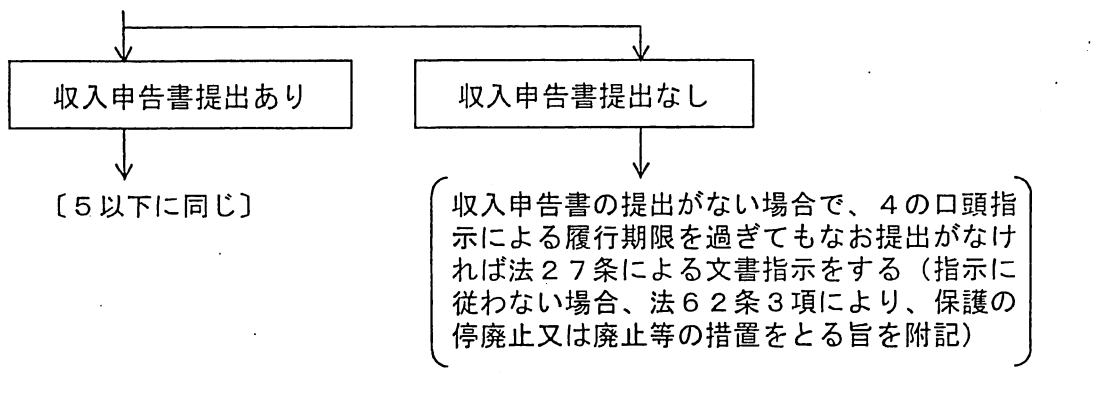 収入申告書提出あり
収入申告書提出なし
〔５以下に同じ〕
収入申告書の提出がない場合で、４の口頭指
示による履行期限を過ぎてもなお提出がなけ
れば法２７条による文書指示をする（指示に
従わない場合、法６２条３項により、保護の
停廃止又は廃止等の措置をとる旨を附記）